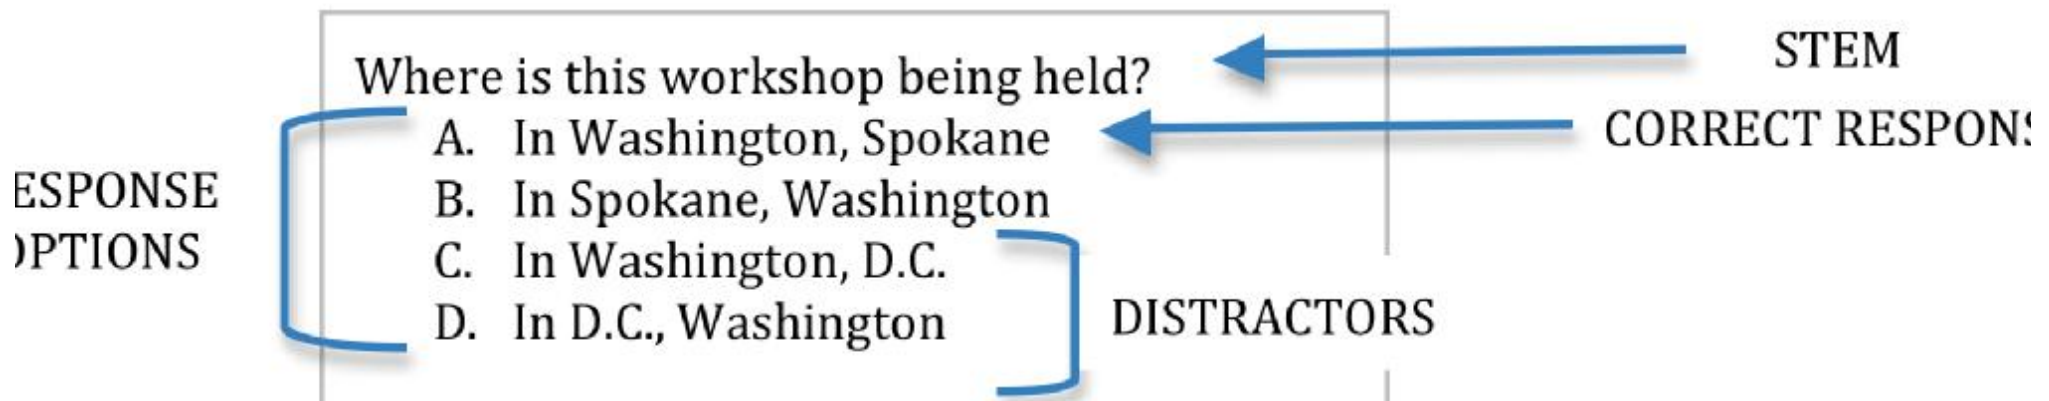 STEM
Where is this workshop being held?
CORRECT RESPONS
A. In Washington, Spokane
ESPONSE
OPTIONS
B. In Spokane, Washington
C. In Washington, D.C.
D. In D.C., Washington
DISTRACTORS